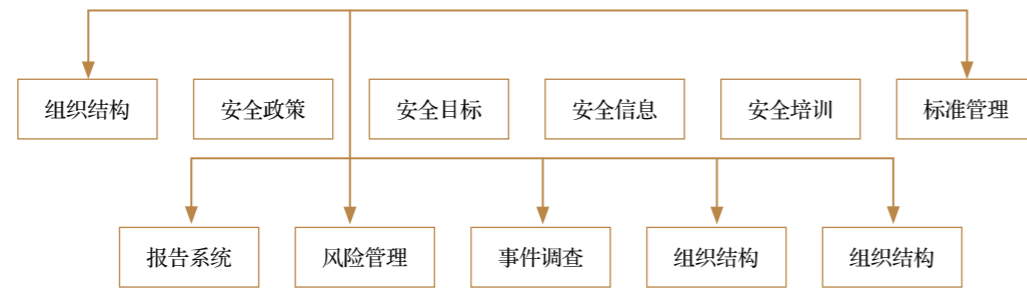 组织结构
安全政策
安全目标
安全信息
安全培训
标准管理
报告系统
风险管理
事件调查
组织结构
组织结构